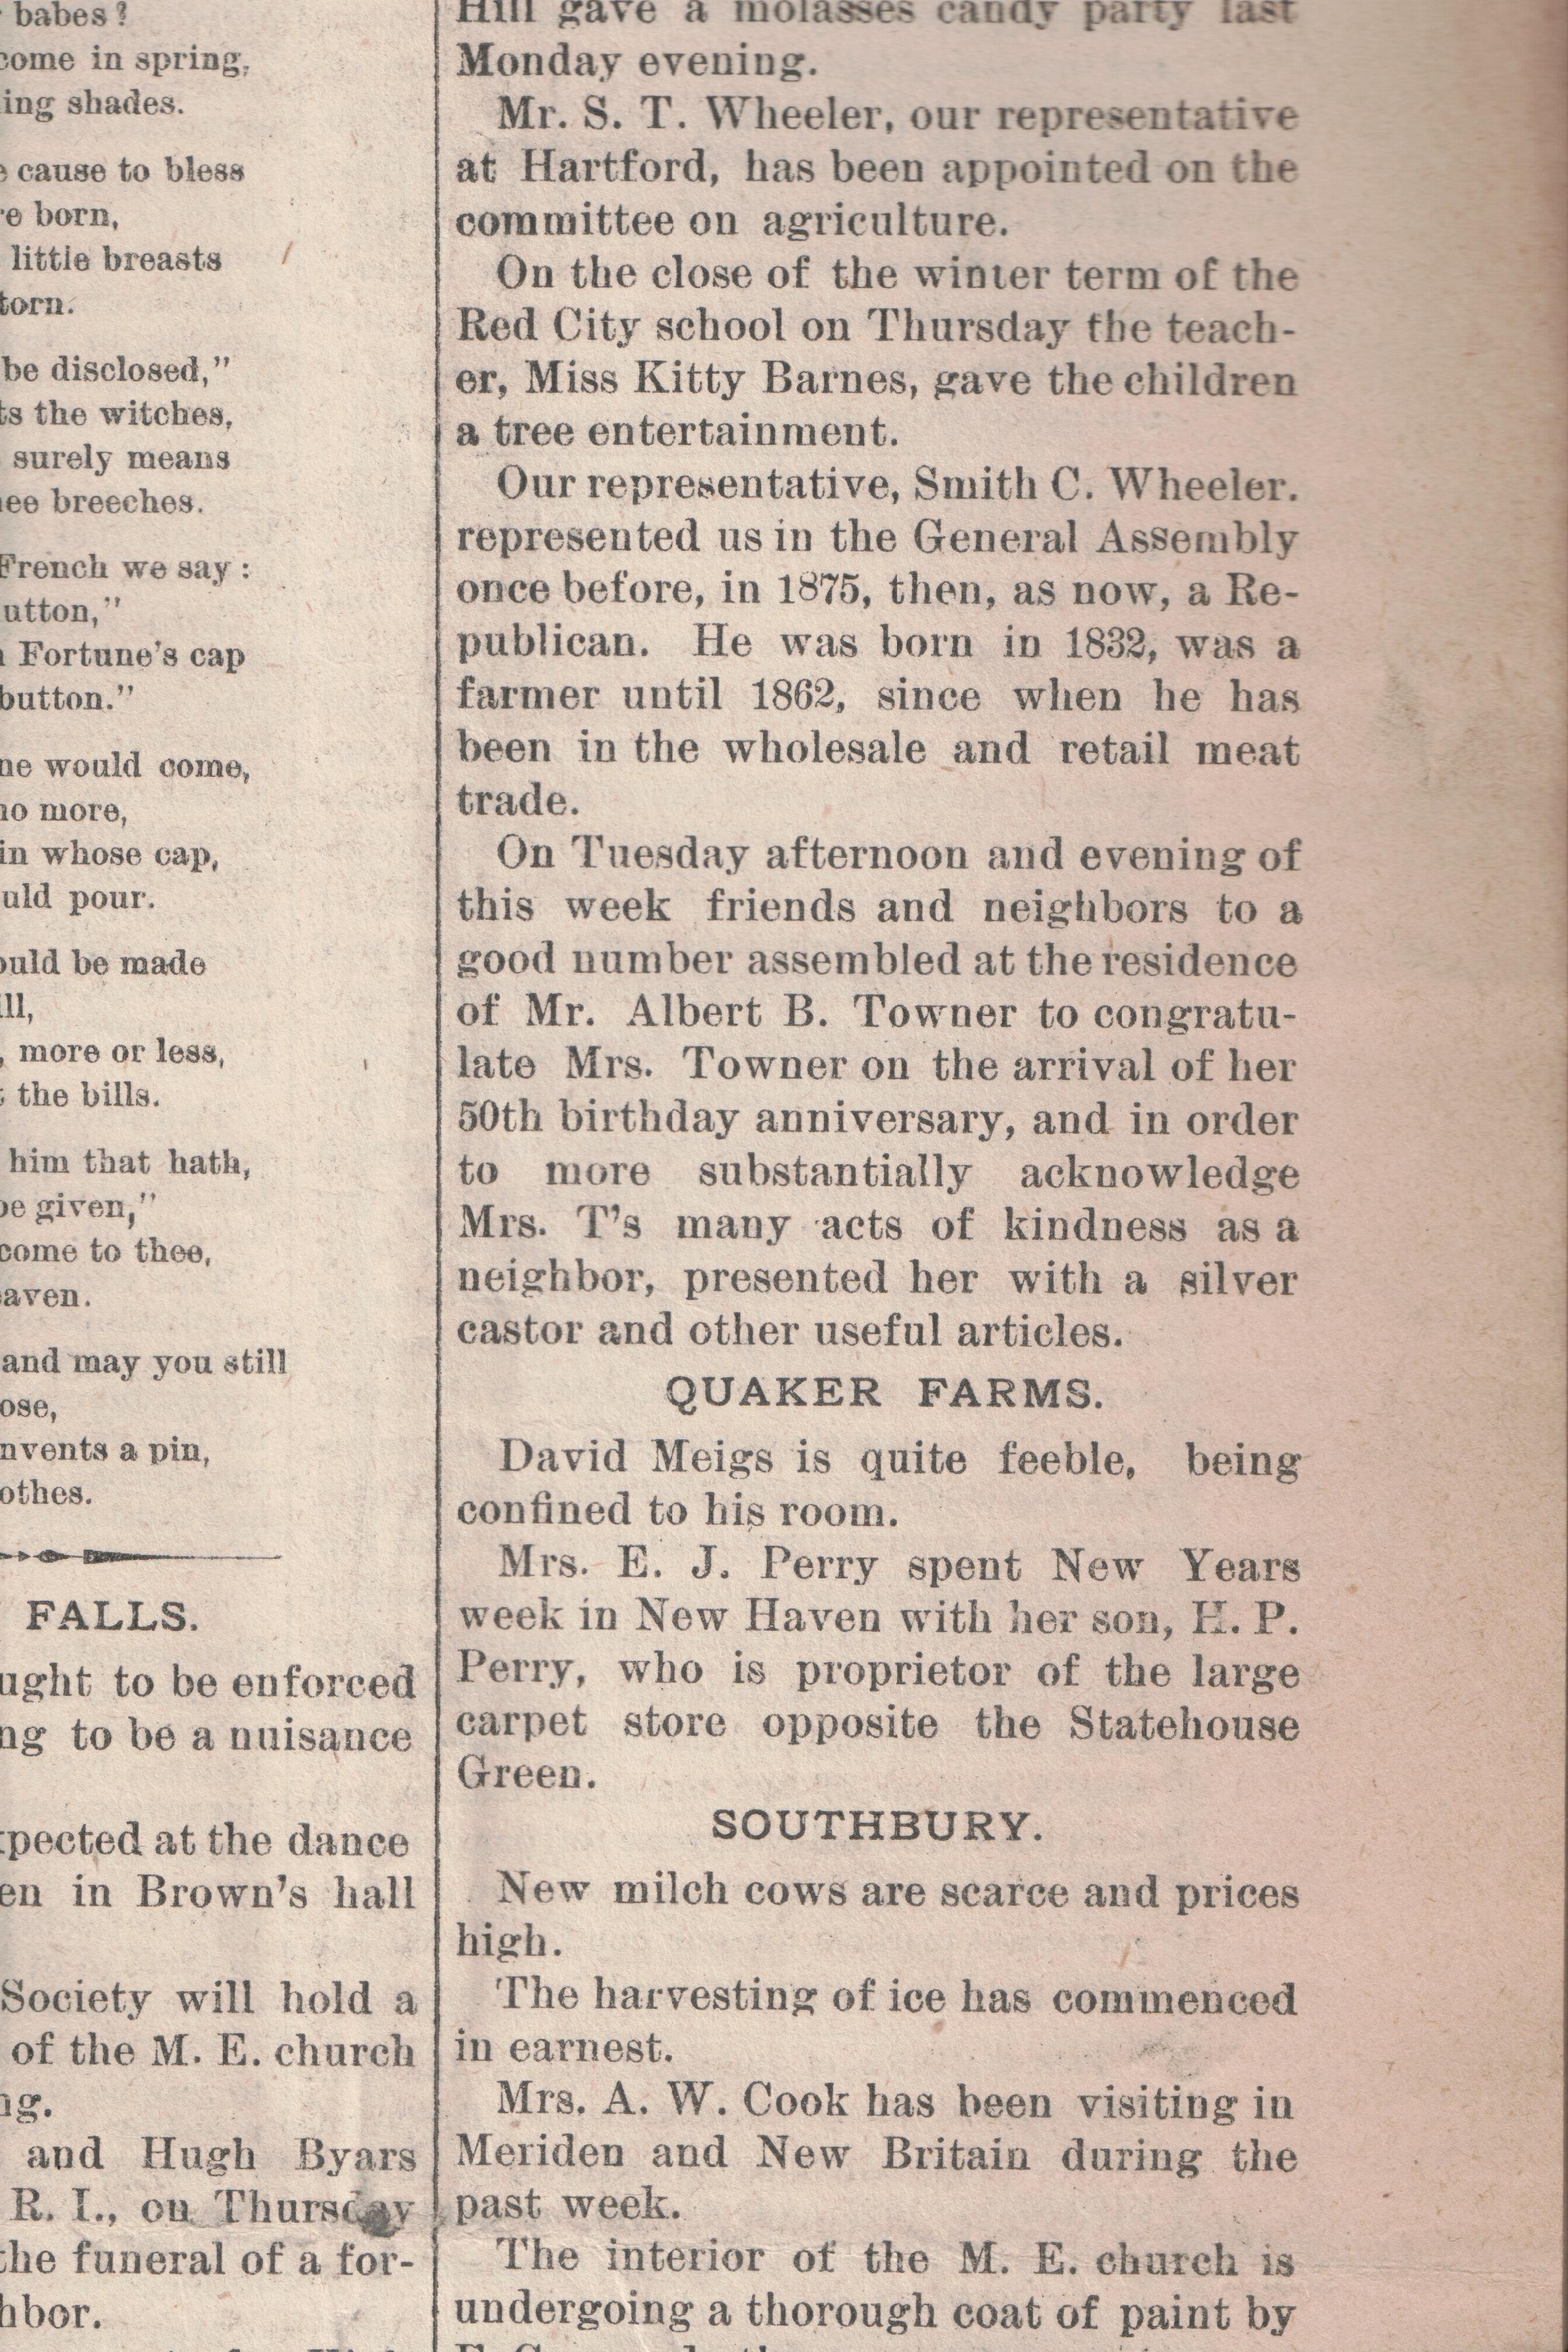 babes?
come in spring,
ing shades.
cause to bless
re born,
little breasts
torn.
be disclosed,"
ts the witches,
surely means
nee breeches.
French we say:
utton,"
Fortune's cap
button."
ne would come,
no more,
in whose cap,
uld pour.
ould be made
ill,
, more or less,
the bills.
him that hath,
be given,"
come to thee,
eaven.
and may you still
ose,
nvents a pin,
othes.
FALLS.
ught to be enforced
ng to be a nuisance
xpected at the dance
en in Brown's hall
Society will hold a
of the M. E. church
ng.
and Hugh Byars
R. I., on Thursday
the funeral of a for-
hbor.
Hill gave a molasses candy party last
Monday evening.
Mr. S. T. Wheeler, our representative
at Hartford, has been appointed on the
committee on agriculture.
On the close of the winter term of the
Red City school on Thursday the teach-
er, Miss Kitty Barnes, gave the children
a tree entertainment.
Our representative, Smith C. Wheeler.
represented us in the General Assembly
once before, in 1875, then, as now, a Re-
publican. He was born in 1832, was a
farmer until 1862, since when he has
been in the wholesale and retail meat
trade.
On Tuesday afternoon and evening of
this week friends and neighbors to a
good number assembled at the residence
of Mr. Albert B. Towner to congratu-
late Mrs. Towner on the arrival of her
50th birthday anniversary, and in order
to more substantially acknowledge
Mrs. T's many acts of kindness as a
neighbor, presented her with a silver
castor and other useful articles.
QUAKER FARMS.
David Meigs is quite feeble, being
confined to his room.
Mrs. E. J. Perry spent New Years
week in New Haven with her son, H. P.
Perry, who is proprietor of the large
carpet store opposite the Statehouse
Green.
SOUTHBURY.
New milch cows are scarce and prices
high.
The harvesting of ice has commenced
in earnest.
Mrs. A. W. Cook has been visiting in
Meriden and New Britain during the
past week.
The interior of the M. E. church is
undergoing a thorough coat of paint by